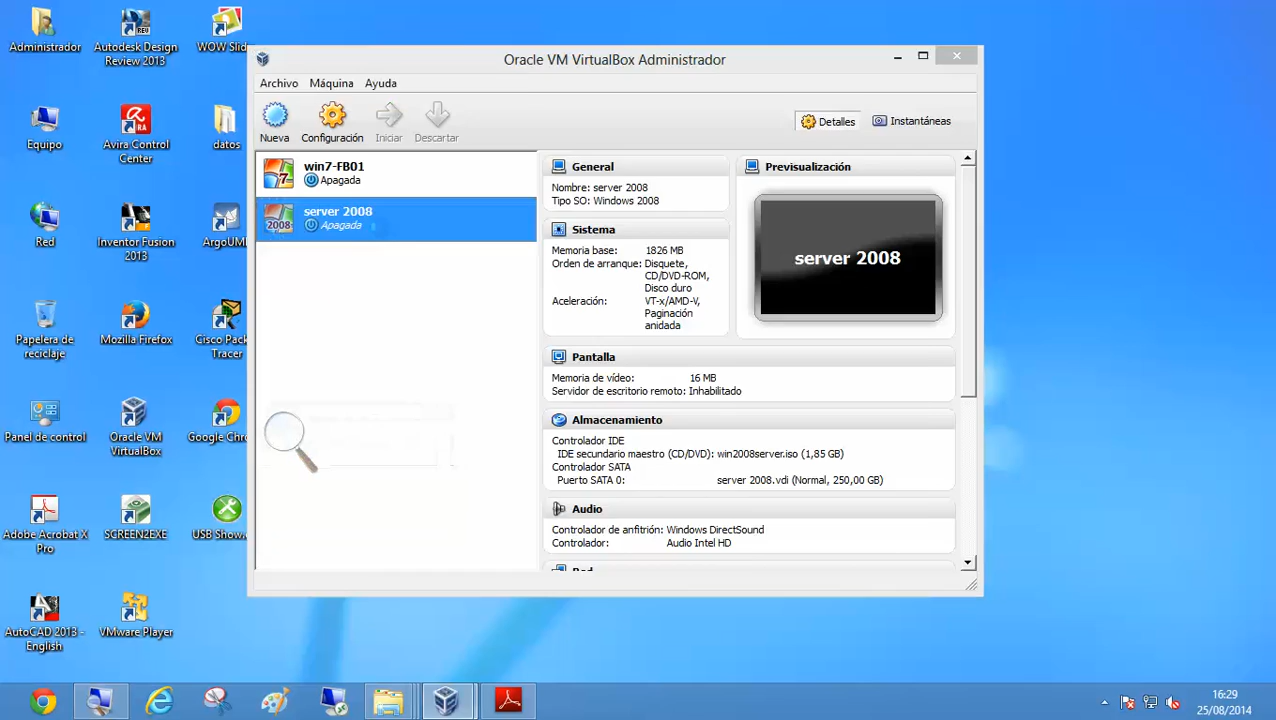 Administrador
Autodesk Design
Review 2013
WOW Slid
Equipo
Avira Control
Center
datos
Red
Inventor Fusion
2013
ArgoUM
Papelera de
reciclaje
Mozilla Firefox
Cisco Pack
Tracer
Panel de control
Oracle VM
VirtualBox
Google Chro
Adobe Acrobat X
Pro
SCREEN2EXE
USB Show.
AutoCAD 2013 -
English
VMware Player
Oracle VM VirtualBox Administrador
Archivo Máquina Ayuda
Nueva Configuración Iniciar Descartar
Detalles Instantáneas
win7-FB01
Apagada
server 2008
Apagada
General
Nombre: server 2008
Tipo SO: Windows 2008
Sistema
Memoria base: 1826 MB
Orden de arranque: Disquete,
CD/DVD-ROM,
Disco duro
Aceleración: VT-x/AMD-V,
Paginación
anidada
Previsualización
server 2008
Pantalla
Memoria de vídeo: 16 MB
Servidor de escritorio remoto: Inhabilitado
Almacenamiento
Controlador IDE
IDE secundario maestro (CD/DVD): win2008server.iso (1,85 GB)
Controlador SATA
Puerto SATA 0: server 2008.vdi (Normal, 250,00 GB)
Audio
Controlador de anfitrión: Windows DirectSound
Controlador: Audio Intel HD
Red
16:29
25/08/2014